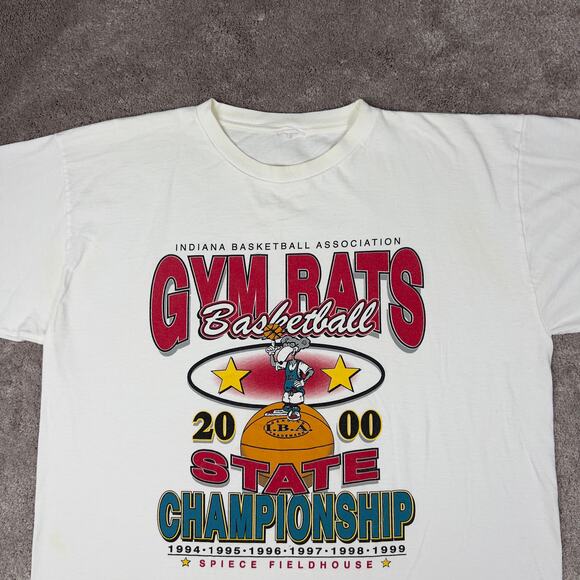 INDIANA BASKETBALL ASSOCIATION
GYM RATS
Basketball
20 00
I.B.A
STATE
CHAMPIONSHIP
1994 • 1995 • 1996 • 1997 • 1998 • 1999
SPIECE FIELDHOUSE